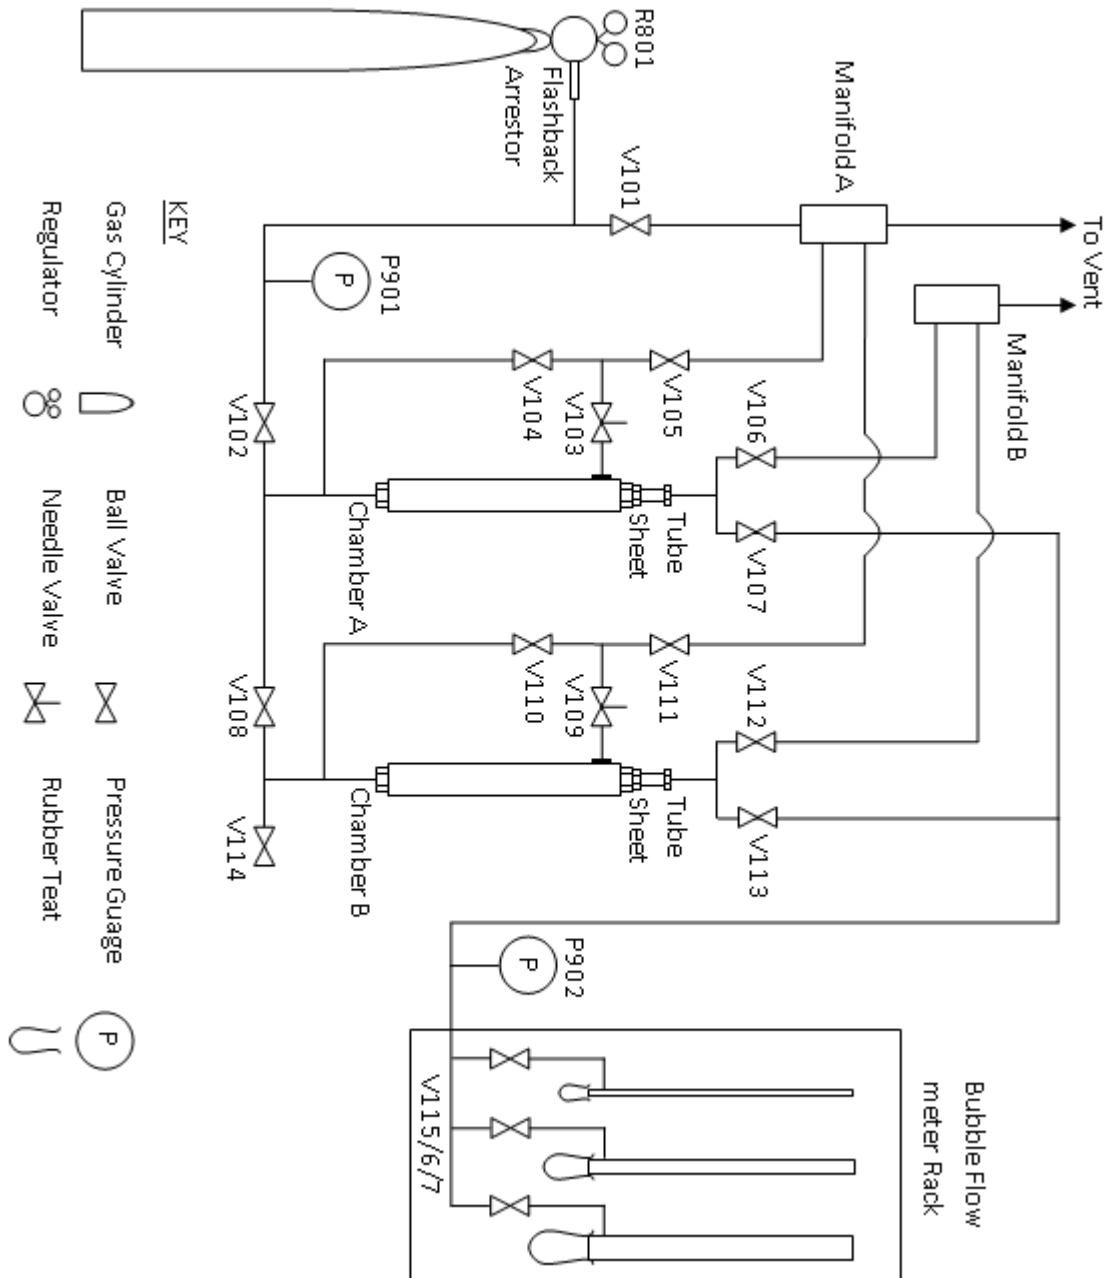 R801
Flashback
Arrestor
V101
Manifold A
To Vent
Manifold B
P
P901
V102
V104
V103
V105
V106
V107
Chamber A
Sheet
Tube
V108
V110
V109
V111
V112
V113
Chamber B
Sheet
Tube
V114
P
P902
V115/6/7
Bubble Flow
meter Rack
KEY
Gas Cylinder
Regulator
Ball Valve
Needle Valve
Pressure Guage
P
Rubber Teat